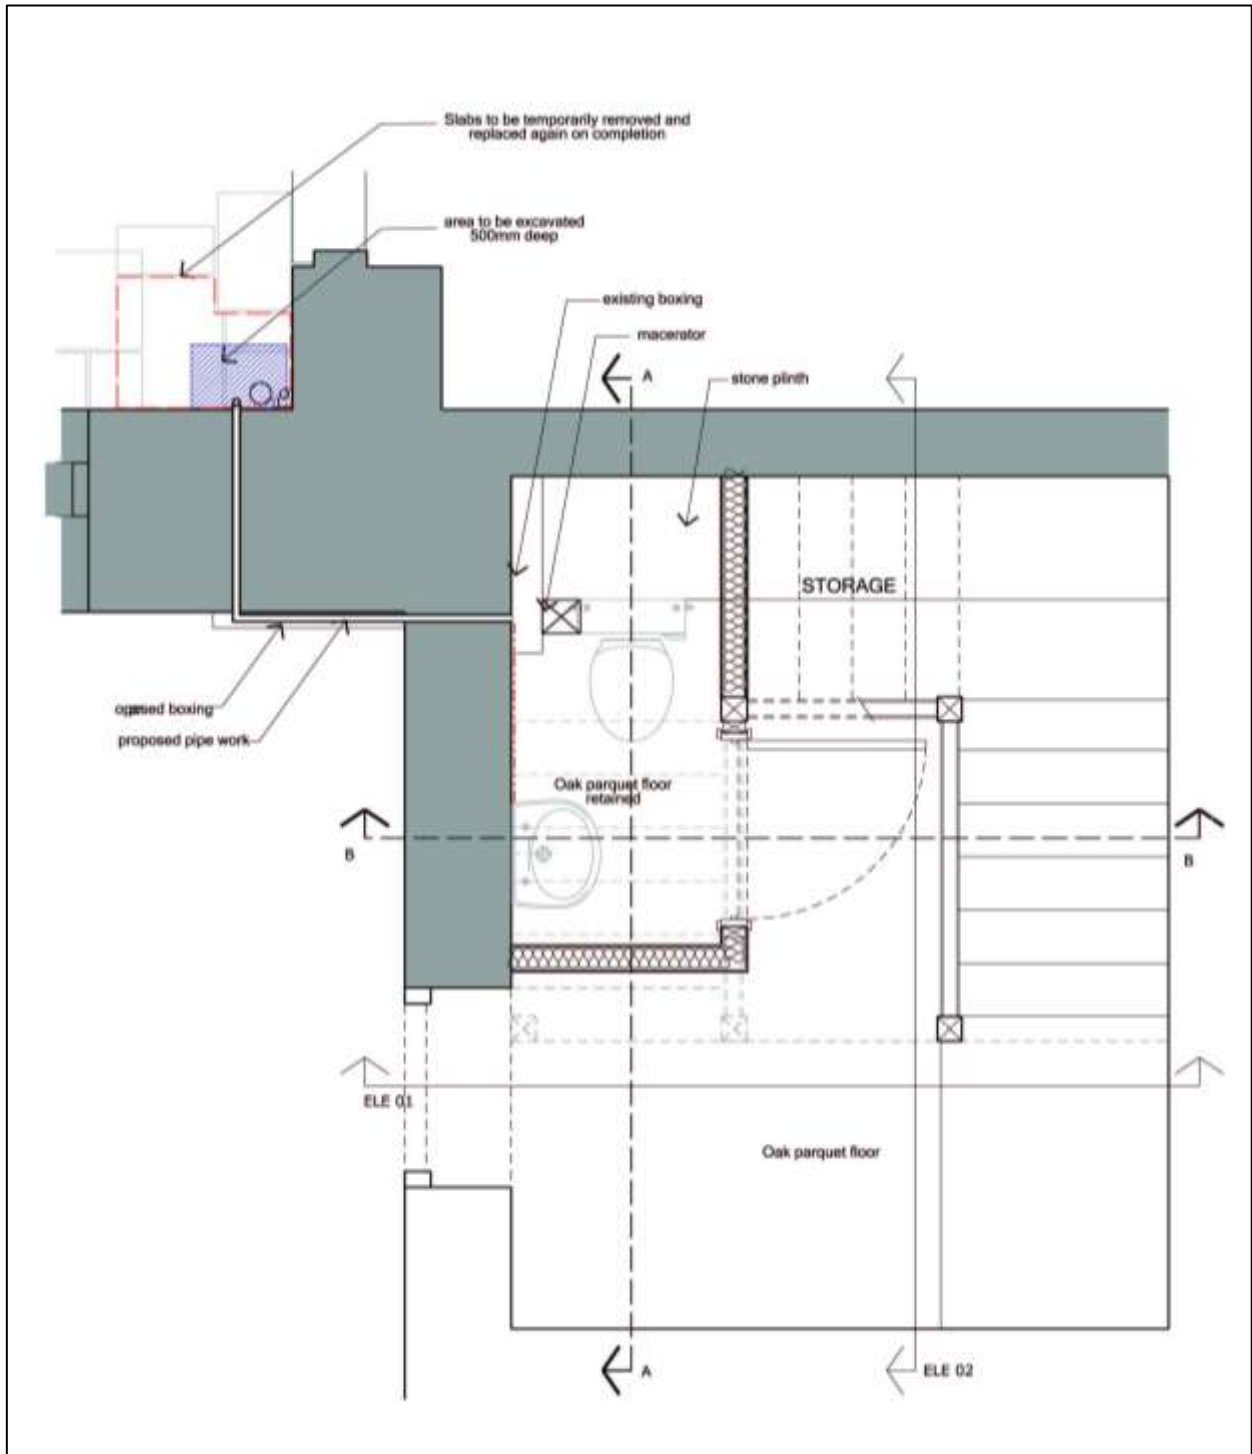 Slabs to be temporarily removed and
replaced again on completion
area to be excavated
500mm deep
existing boxing
macerator
A
stone plinth
STORAGE
boxing
proposed pipe work
Oak parquet floor
retained
B
B
ELE 01
Oak parquet floor
A
ELE 02